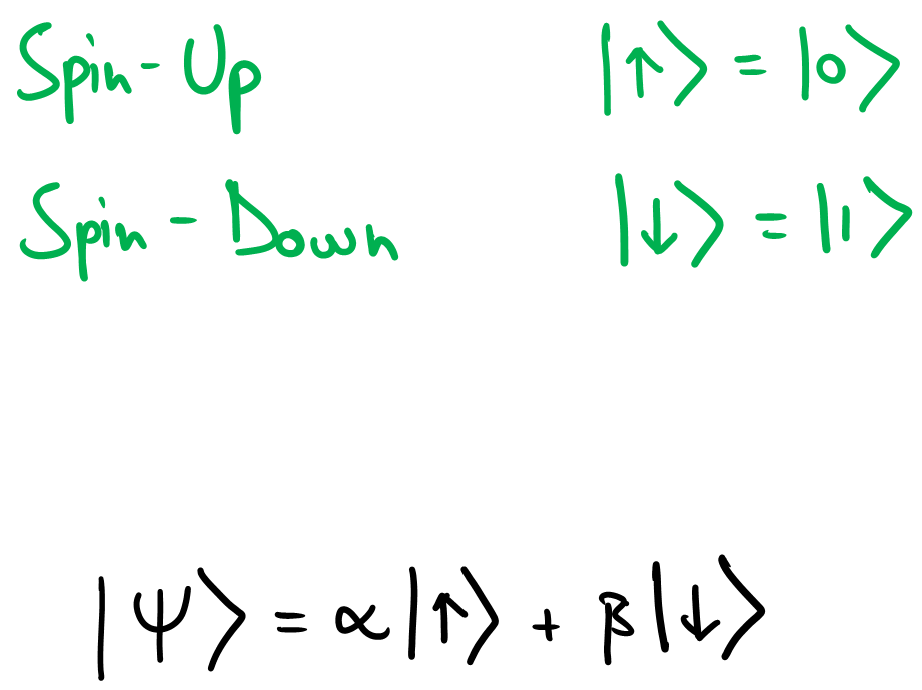 Spin-Up |↑⟩ = |0⟩
Spin-Down |↓⟩ = |1⟩
|Ψ⟩ = α|↑⟩ + β|↓⟩